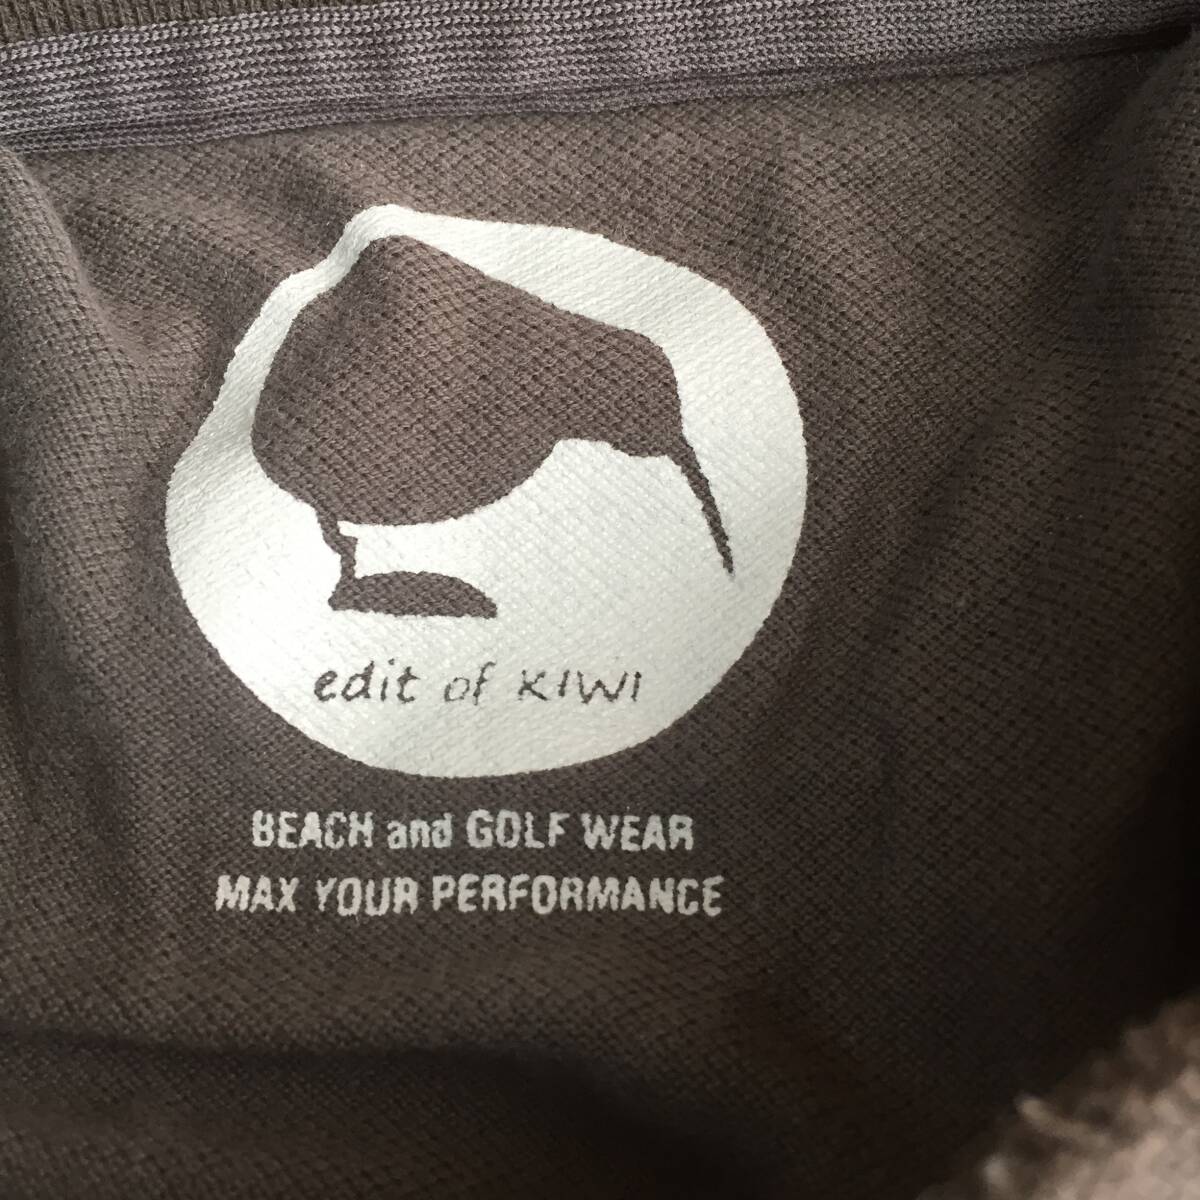 edit of KIWI
BEACH and GOLF WEAR
MAX YOUR PERFORMANCE